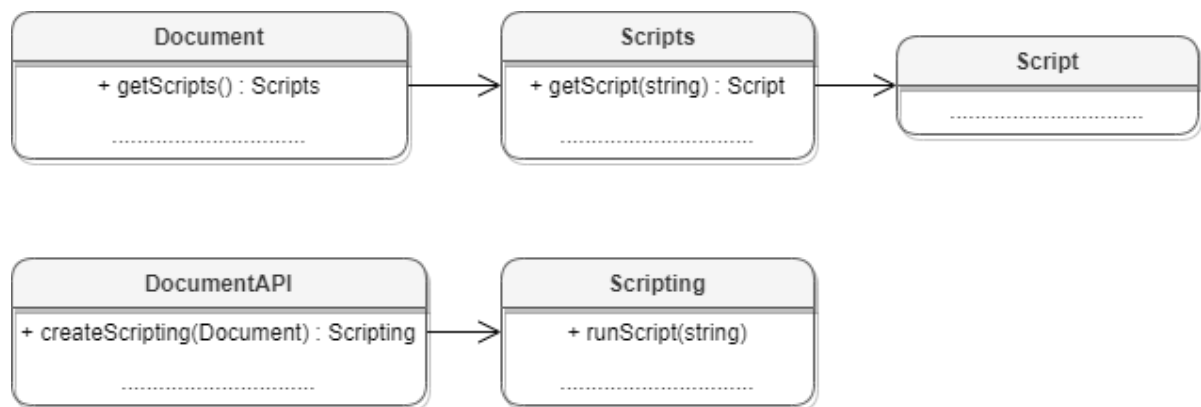 Document
+ getScripts() : Scripts
................................
Scripts
+ getScript(string) : Script
................................
Script
................................
DocumentAPI
+ createScripting(Document) : Scripting
................................
Scripting
+ runScript(string)
................................